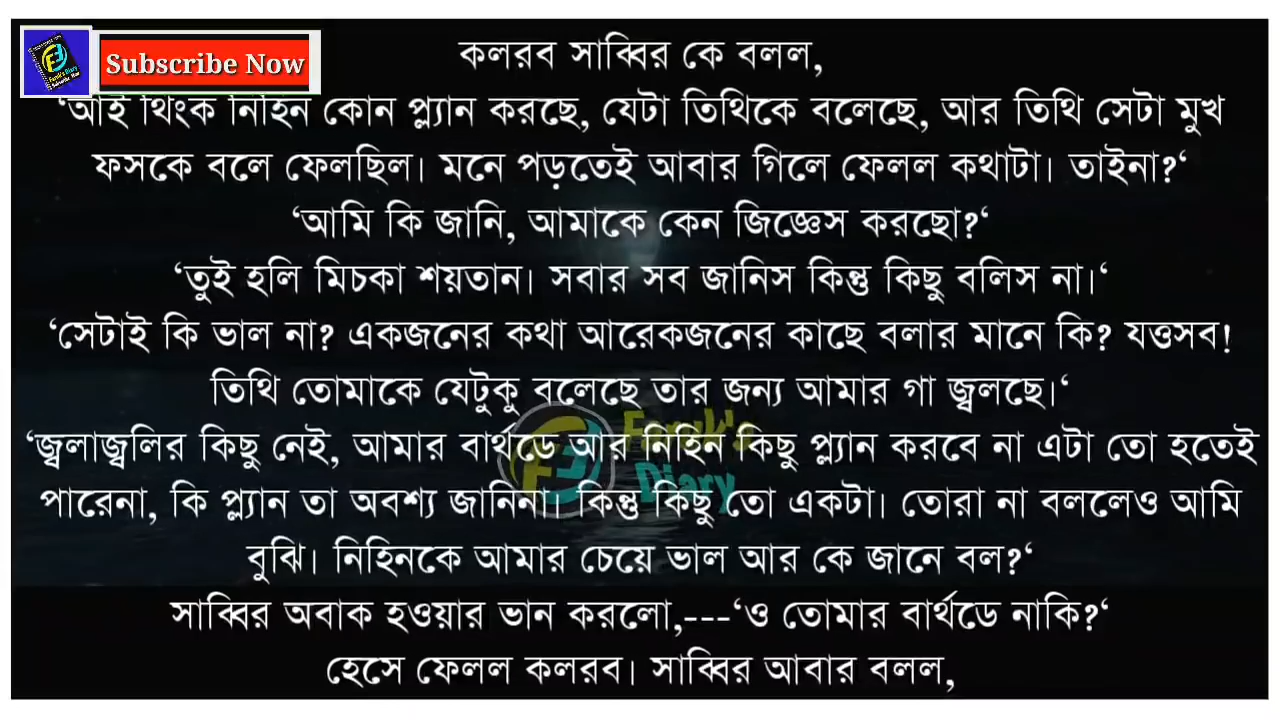 Subscribe Now
কলরব সাব্বির কে বলল,
‘আই থিংক নিহিন কোন প্ল্যান করছে, যেটা তিথিকে বলেছে, আর তিথি সেটা মুখ
ফসকে বলে ফেলছিল। মনে পড়তেই আবার গিলে ফেলল কথাটা। তাইনা?‘
‘আমি কি জানি, আমাকে কেন জিজ্ঞেস করছো?‘
‘তুই হলি মিচকা শয়তান। সবার সব জানিস কিন্তু কিছু বলিস না।‘
‘সেটাই কি ভাল না? একজনের কথা আরেকজনের কাছে বলার মানে কি? যত্তসব!
তিথি তোমাকে যেটুকু বলেছে তার জন্য আমার গা জ্বলছে।‘
‘জ্বলাজ্বলির কিছু নেই, আমার বার্থডে আর নিহিন কিছু প্ল্যান করবে না এটা তো হতেই
পারেনা, কি প্ল্যান তা অবশ্য জানিনা। কিন্তু কিছু তো একটা। তোরা না বললেও আমি
বুঝি। নিহিনকে আমার চেয়ে ভাল আর কে জানে বল?‘
সাব্বির অবাক হওয়ার ভান করলো,---‘ও তোমার বার্থডে নাকি?‘
হেসে ফেলল কলরব। সাব্বির আবার বলল,
Diary